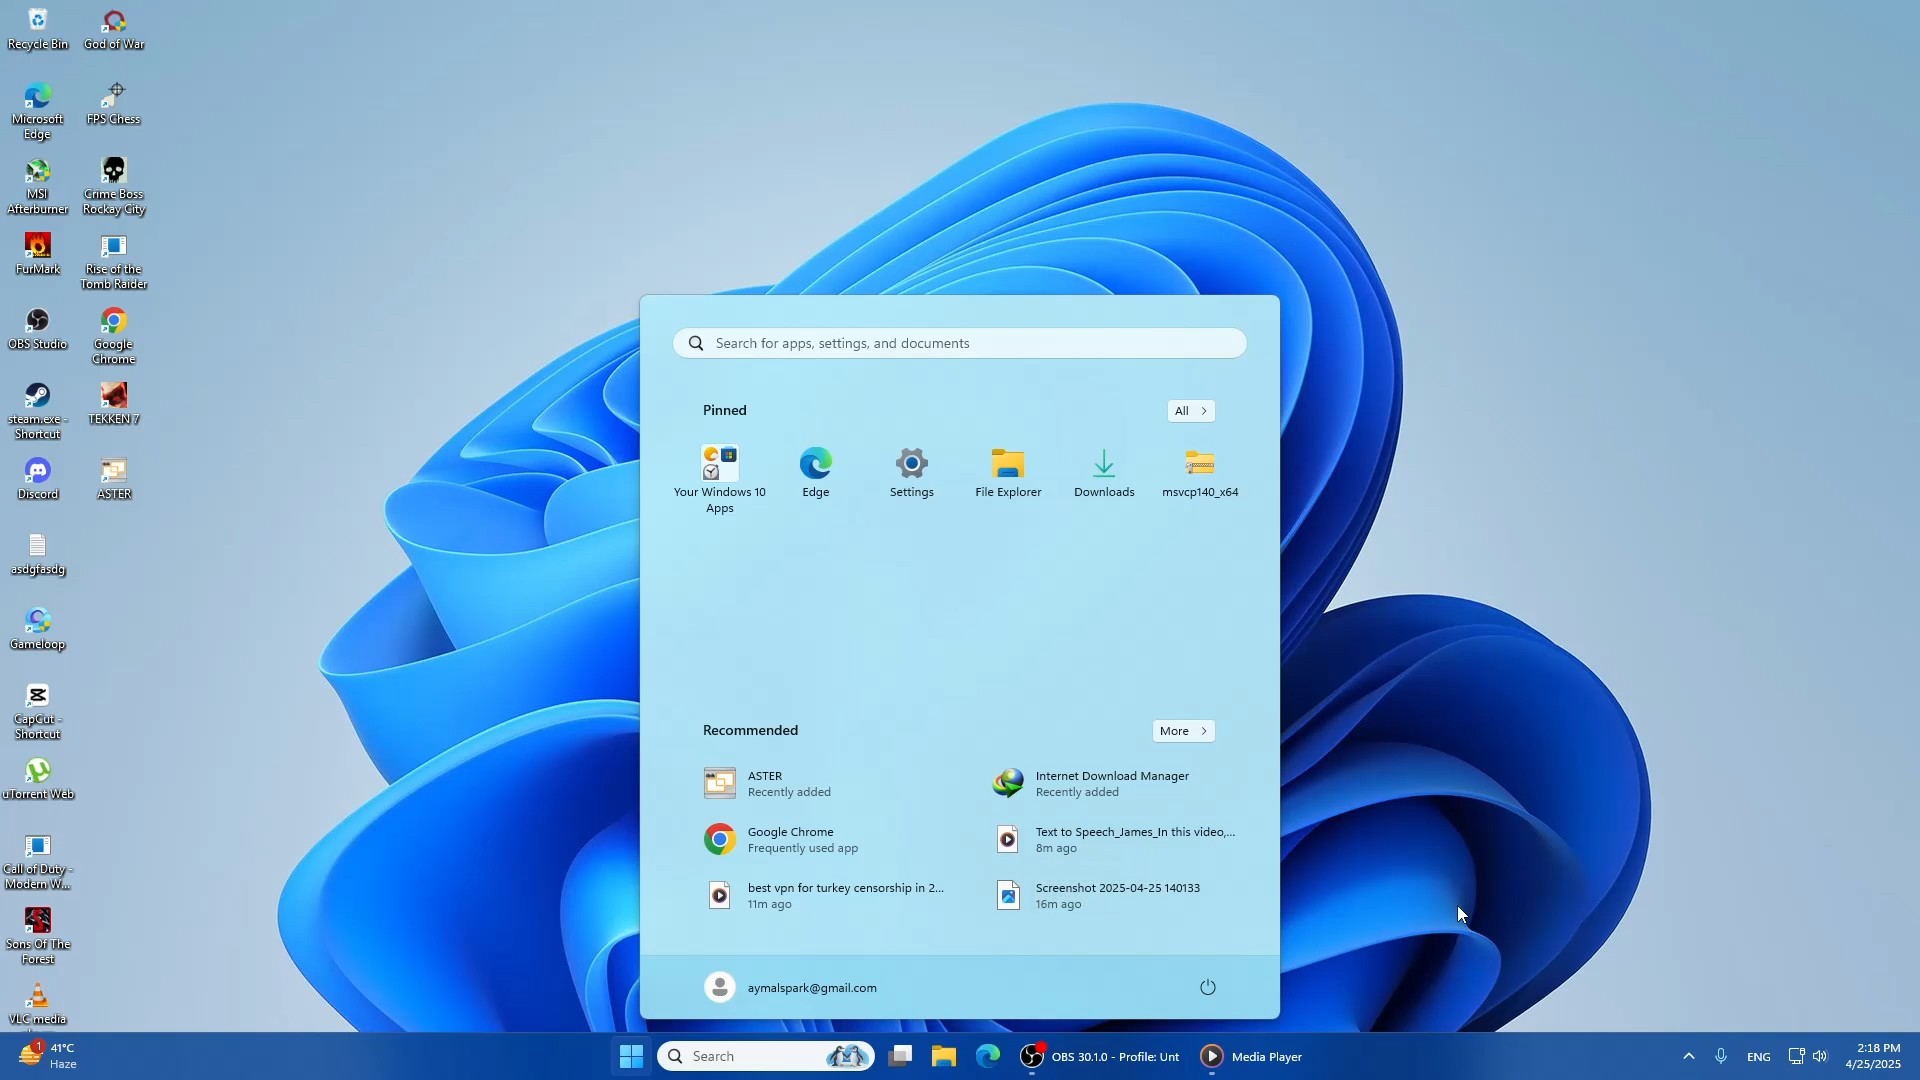 Recycle Bin
God of War
Microsoft
Edge
FPS Chess
MSI
Afterburner
Crime Boss
Rockay City
FurMark
Rise of the
Tomb Raider
OBS Studio
Google
Chrome
steam.exe -
Shortcut
TEKKEN 7
Discord
ASTER
asdgfasdg
Gameloop
CapCut -
Shortcut
uTorrent Web
Call of Duty -
Modern W...
Sons Of The
Forest
VLC media
Search for apps, settings, and documents
Pinned
All
Your Windows 10
Apps
Edge
Settings
File Explorer
Downloads
msvcp140_x64
Recommended
More
ASTER
Recently added
Internet Download Manager
Recently added
Google Chrome
Frequently used app
Text to Speech_James_In this video,...
8m ago
best vpn for turkey censorship in 2...
11m ago
Screenshot 2025-04-25 140133
16m ago
aymalspark@gmail.com
1
41°C
Haze
Search
OBS 30.1.0 - Profile: Unt
Media Player
ENG
2:18 PM
4/25/2025